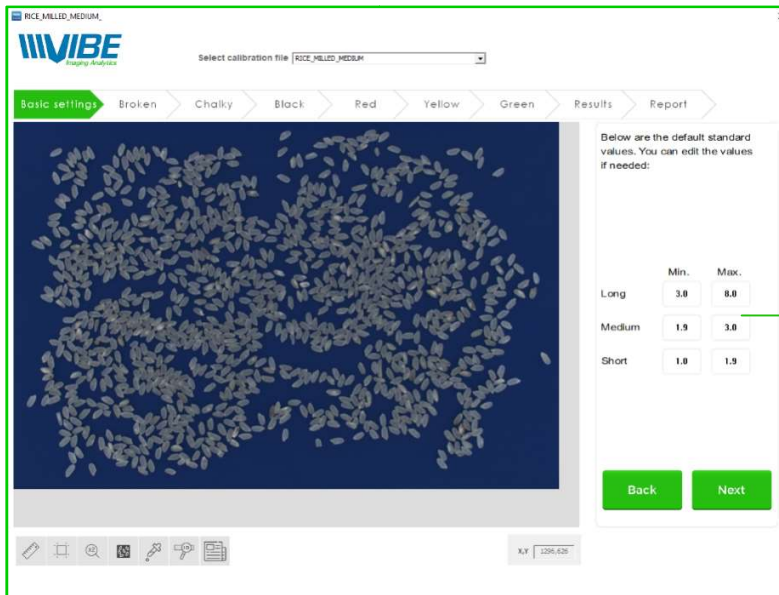 RICE_MILLED_MEDIUM_
VIBE
Imaging Analytics
Select calibration file RICE_MILLED_MEDIUM
Basic settings Broken Chalky Black Red Yellow Green Results Report
Below are the default standard
values. You can edit the values
if needed:
Min. Max.
Long 3.0 8.0
Medium 1.9 3.0
Short 1.0 1.9
Back Next
X,Y 1296,626